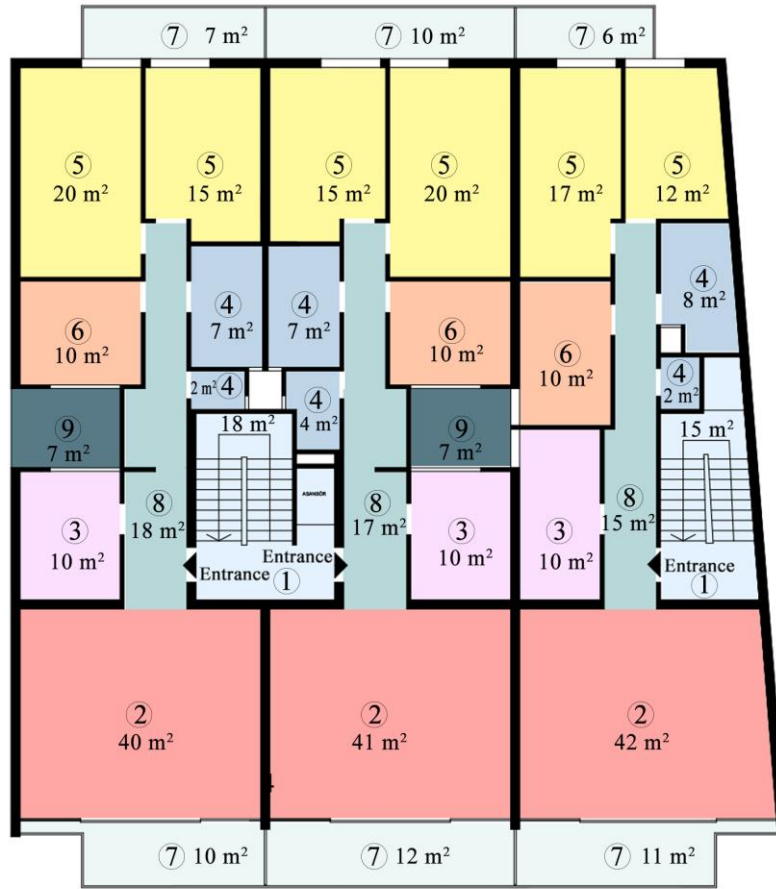 ⑦ 7 m²
⑦ 10 m²
⑦ 6 m²
⑤
20 m²
⑤
15 m²
⑤
15 m²
⑤
20 m²
⑤
17 m²
⑤
12 m²
④
7 m²
④
7 m²
④
8 m²
⑥
10 m²
⑥
10 m²
⑥
10 m²
2 m² ④
④
4 m²
④
2 m²
⑨
7 m²
18 m²
⑨
7 m²
15 m²
③
10 m²
⑧
18 m²
ASANSÖR
⑧
17 m²
③
10 m²
③
10 m²
⑧
15 m²
Entrance
Entrance
①
Entrance
①
②
40 m²
②
41 m²
②
42 m²
⑦ 10 m²
⑦ 12 m²
⑦ 11 m²